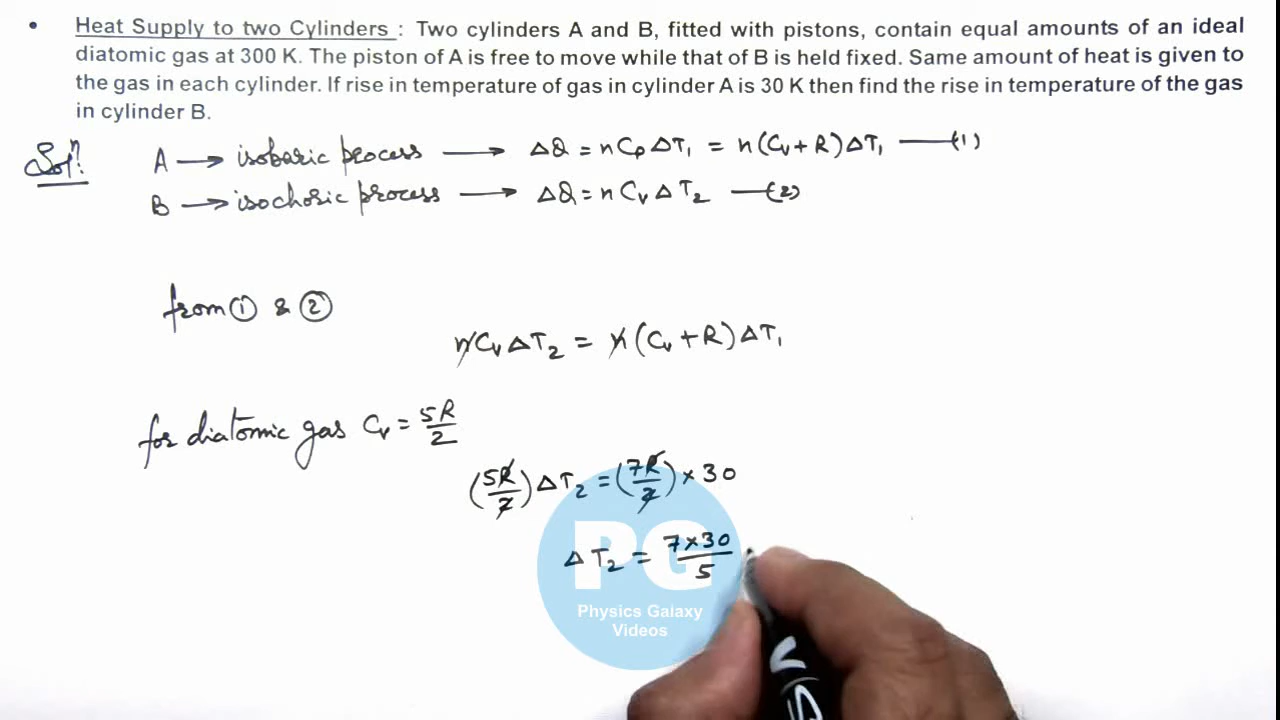 • Heat Supply to two Cylinders : Two cylinders A and B, fitted with pistons, contain equal amounts of an ideal
diatomic gas at 300 K. The piston of A is free to move while that of B is held fixed. Same amount of heat is given to
the gas in each cylinder. If rise in temperature of gas in cylinder A is 30 K then find the rise in temperature of the gas
in cylinder B.
Solⁿ. A → isobaric process → ΔQ = nCₚΔT₁ = n(Cᵥ+R)ΔT₁ —(1)
B → isochoric process → ΔQ = nCᵥΔT₂ —(2)
from ① & ②
nCᵥΔT₂ = n(Cᵥ+R)ΔT₁
for diatomic gas Cᵥ = 5R/2
(5R/2)ΔT₂ = (7R/2)×30
ΔT₂ = 7×30/5
PG
Physics Galaxy
Videos
VIS